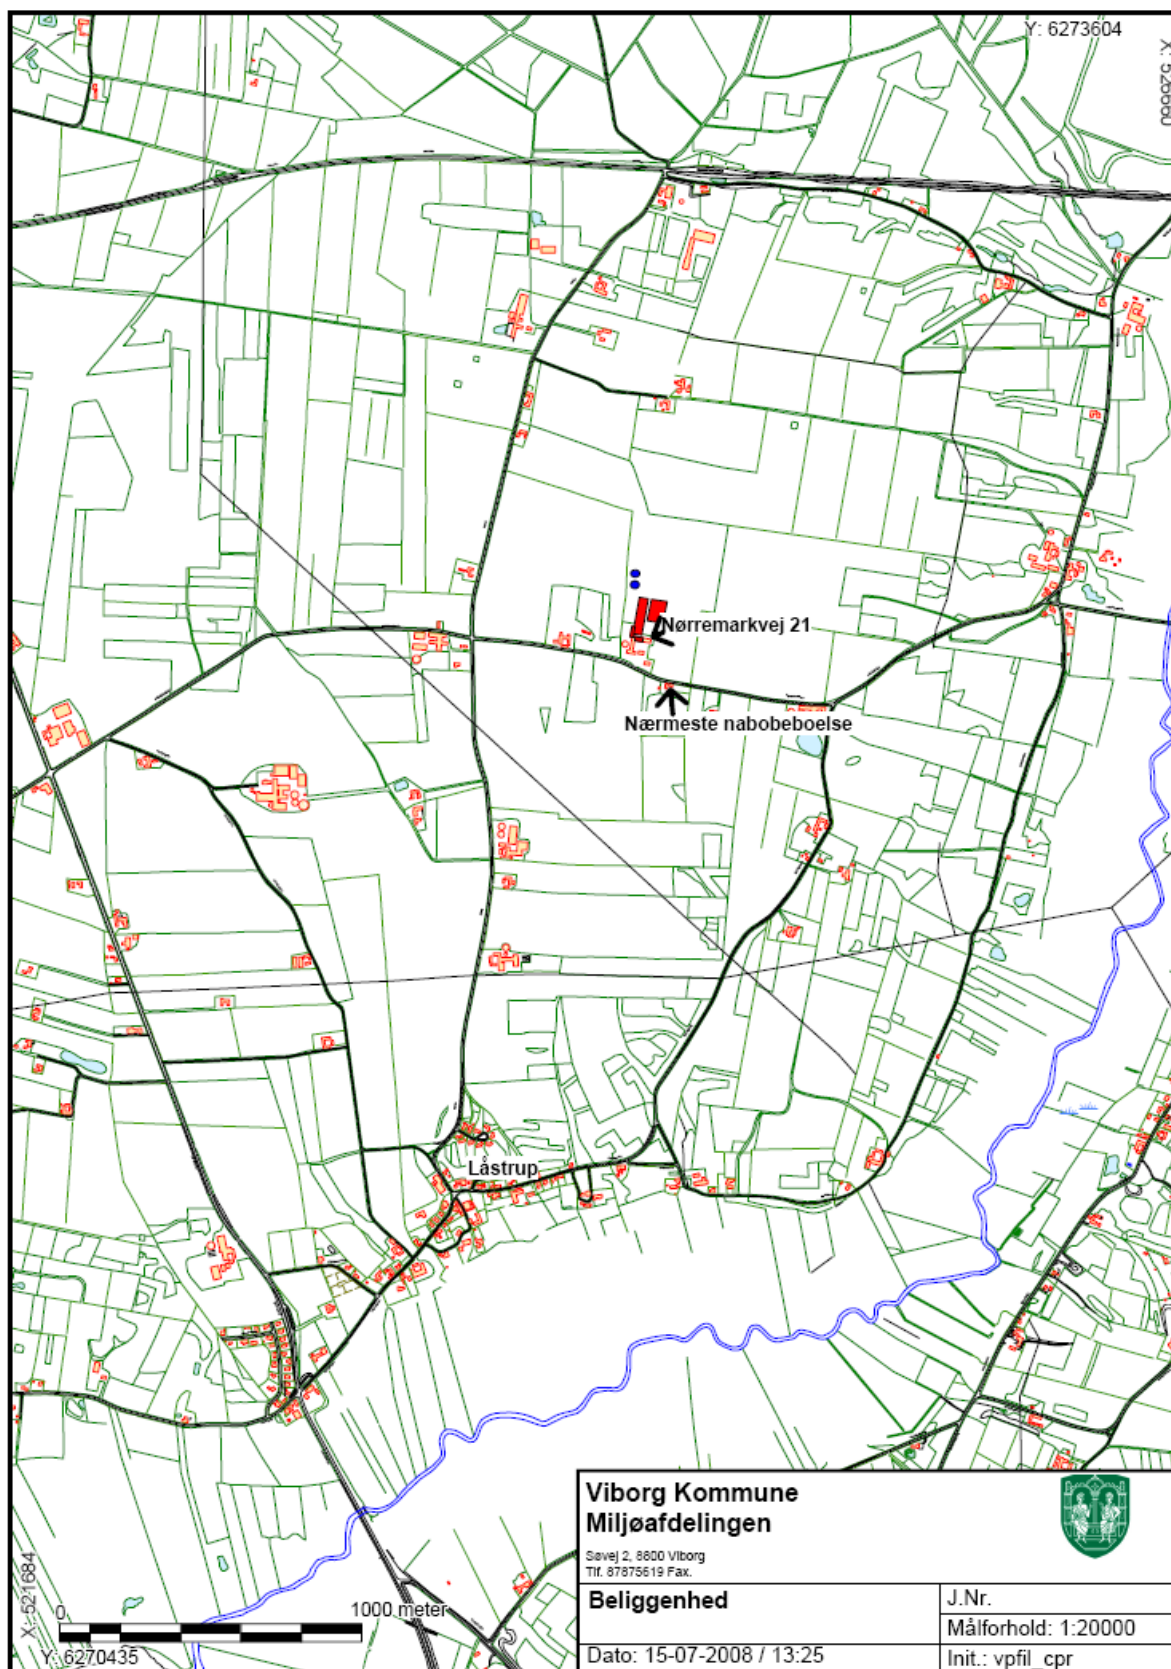 Y: 6273604
X: 526660
Nørremarkvej 21
Nærmeste nabobeboelse
Låstrup
Viborg Kommune
Miljøafdelingen
Søvej 2, 8800 Viborg
Tlf. 87875619 Fax.
Beliggenhed
J.Nr.
Målforhold: 1:20000
Dato: 15-07-2008 / 13:25
Init.: vpfil_cpr
X: 521684
0
1000 meter
Y: 6270435